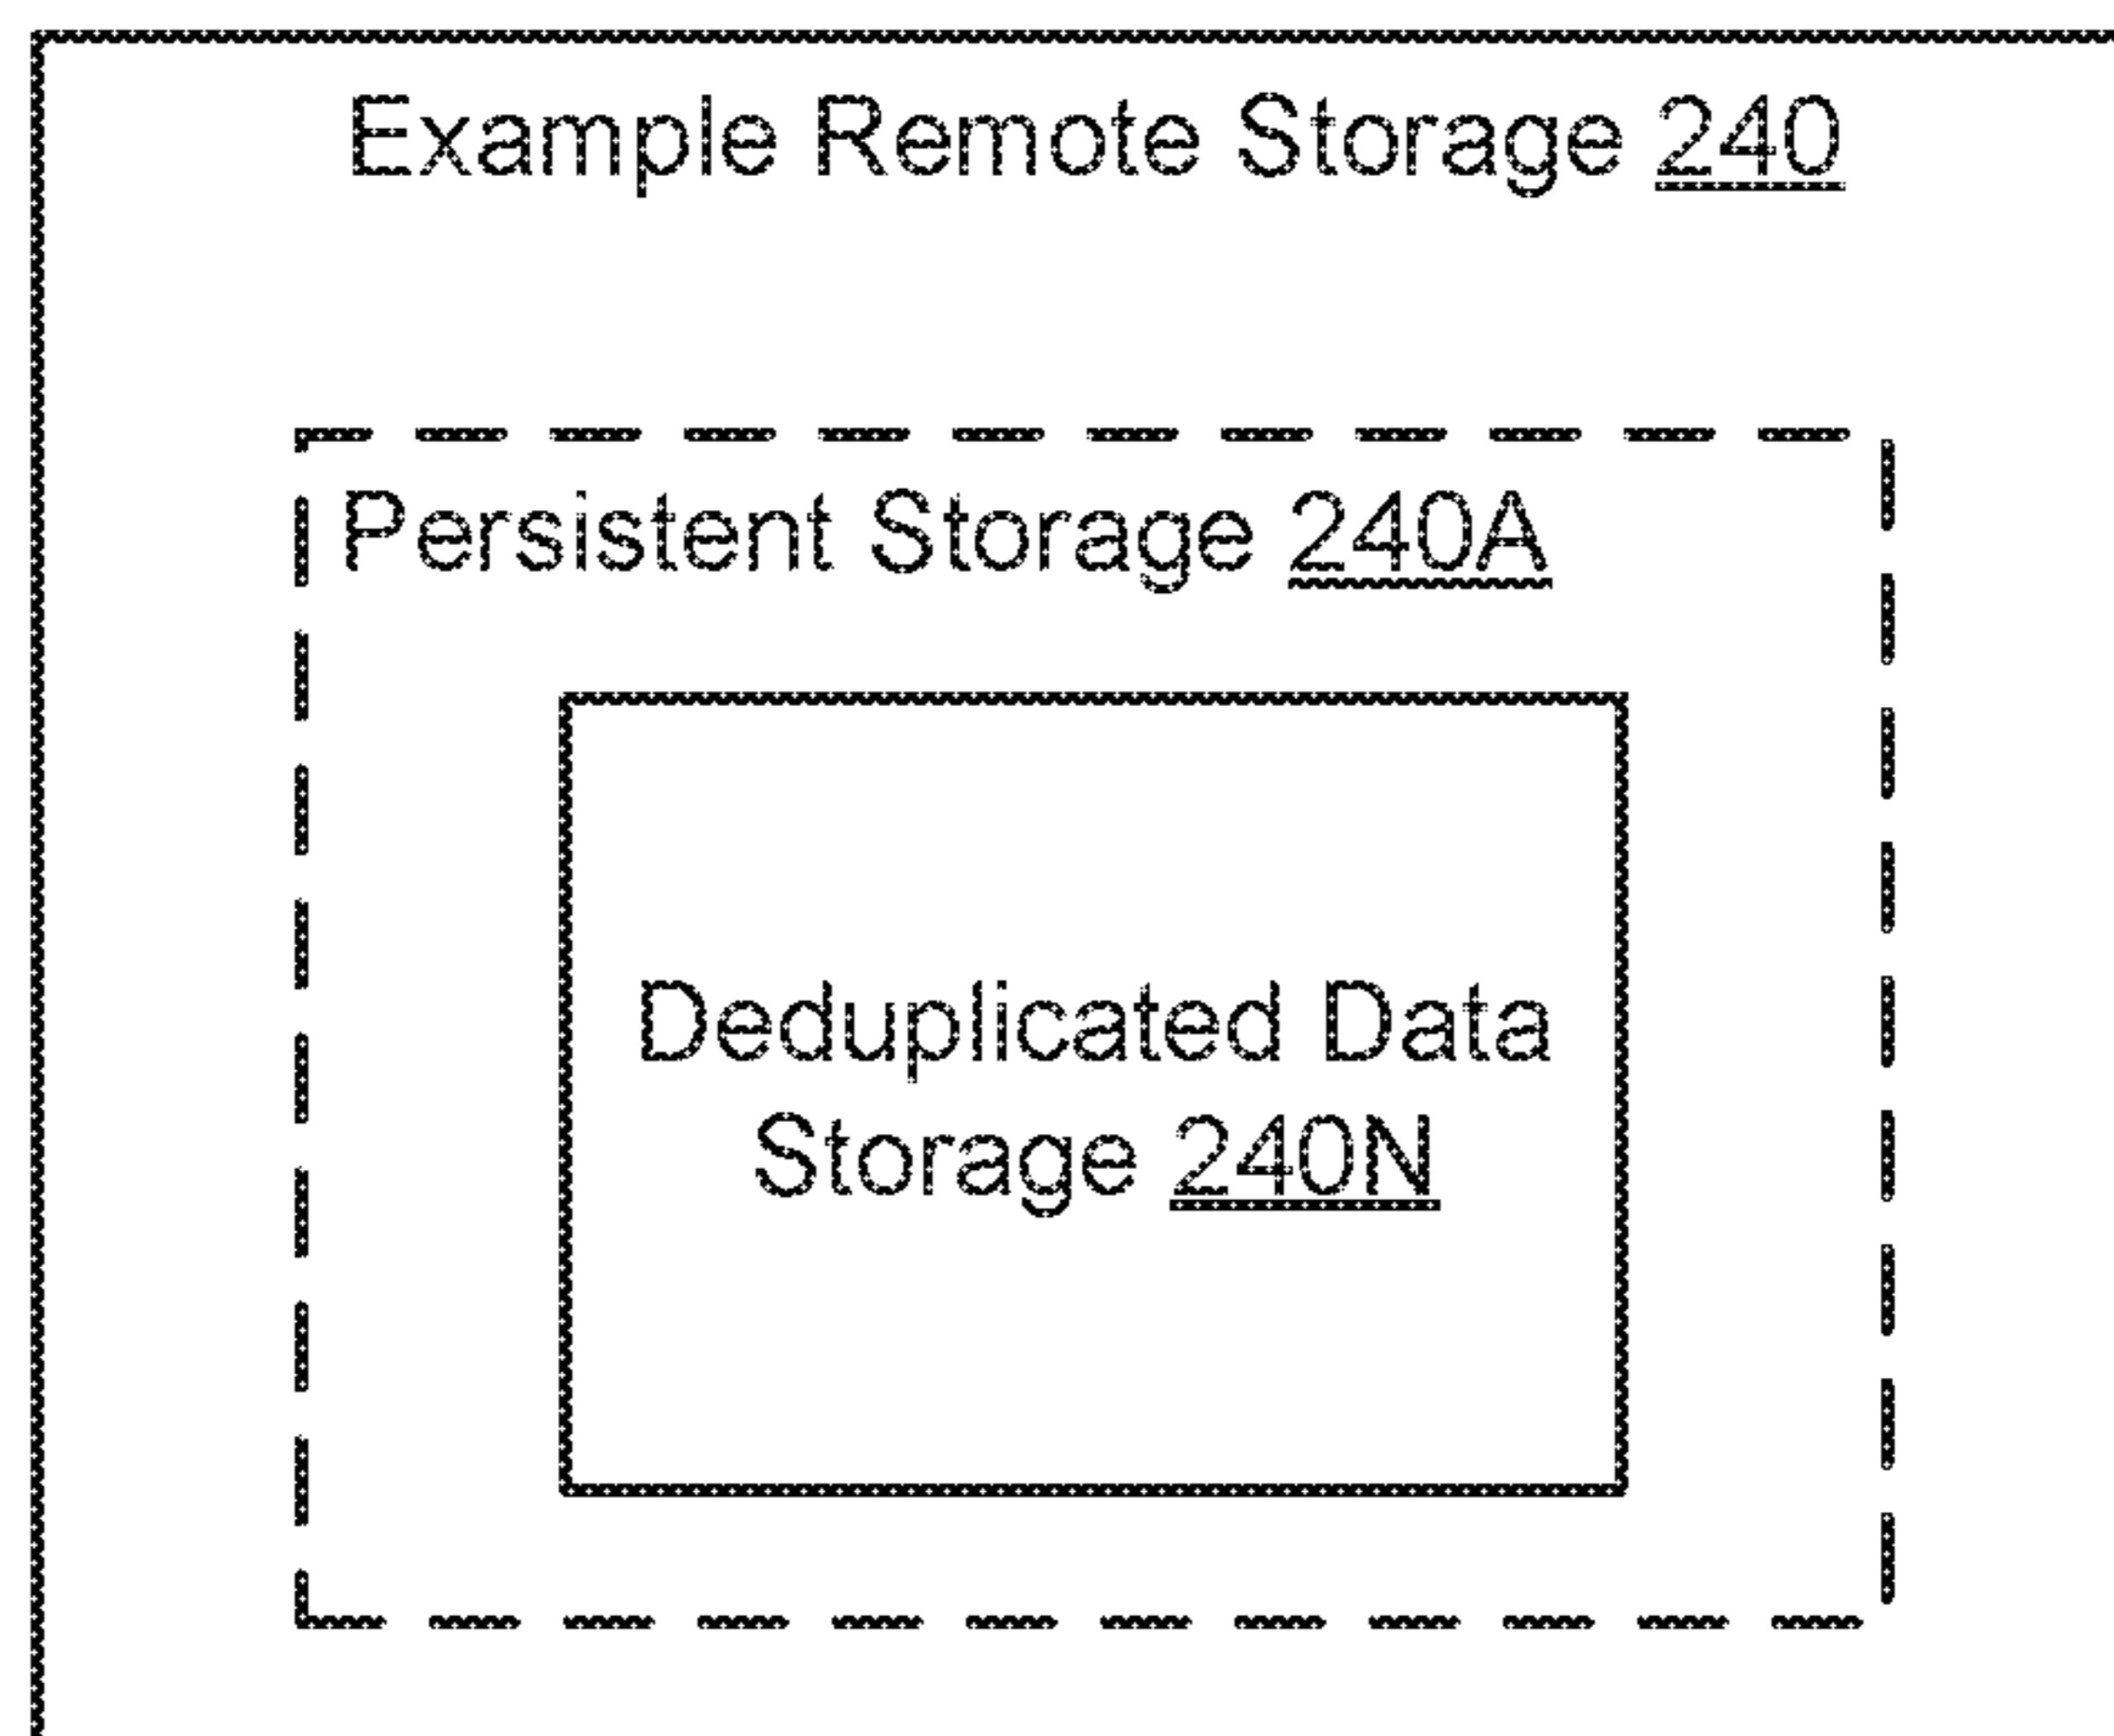 Example Remote Storage 240
Persistent Storage 240A
Deduplicated Data
Storage 240N